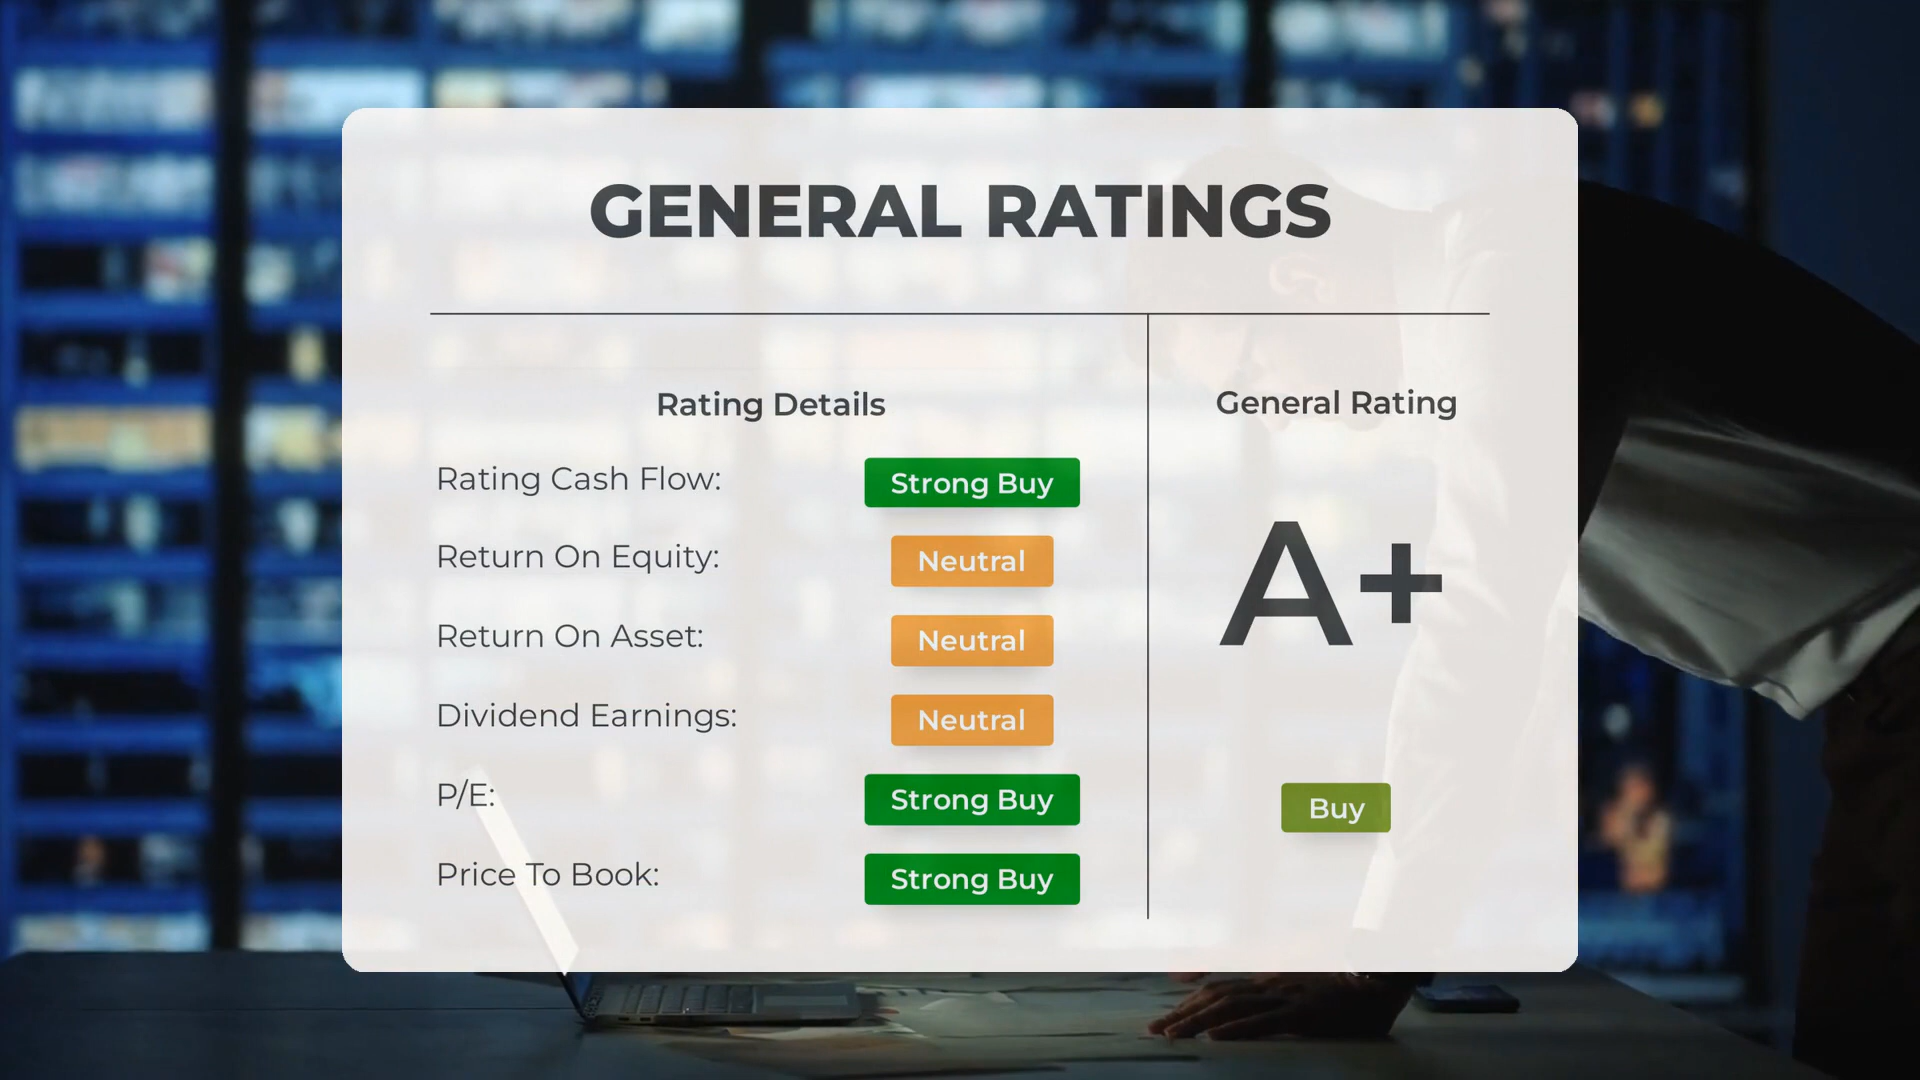 GENERAL RATINGS
Rating Details
Rating Cash Flow: Strong Buy
Return On Equity: Neutral
Return On Asset: Neutral
Dividend Earnings: Neutral
P/E: Strong Buy
Price To Book: Strong Buy
General Rating
A+
Buy